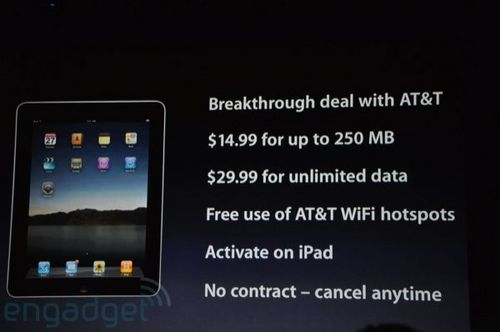 Breakthrough deal with AT&T
$14.99 for up to 250 MB
$29.99 for unlimited data
Free use of AT&T WiFi hotspots
Activate on iPad
No contract – cancel anytime
27
engadget